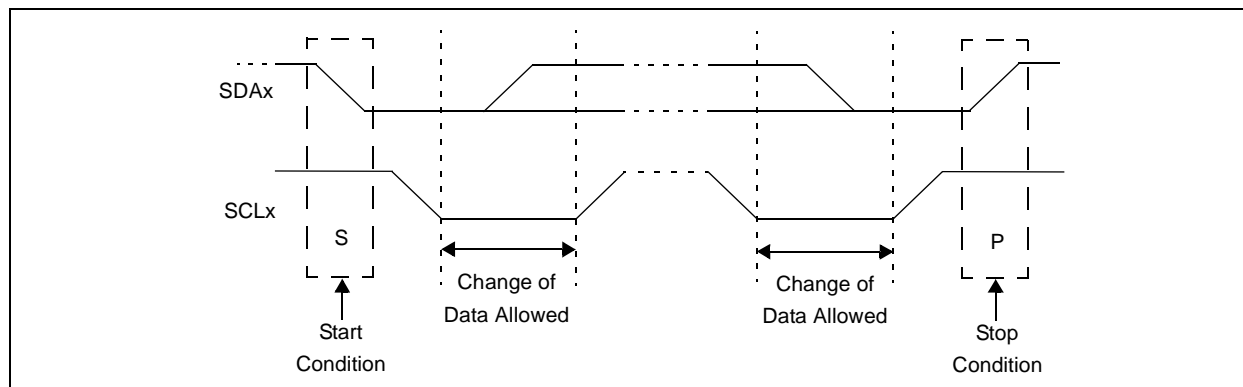 SDAx
SCLx
S
P
Change of
Data Allowed
Change of
Data Allowed
Start
Condition
Stop
Condition